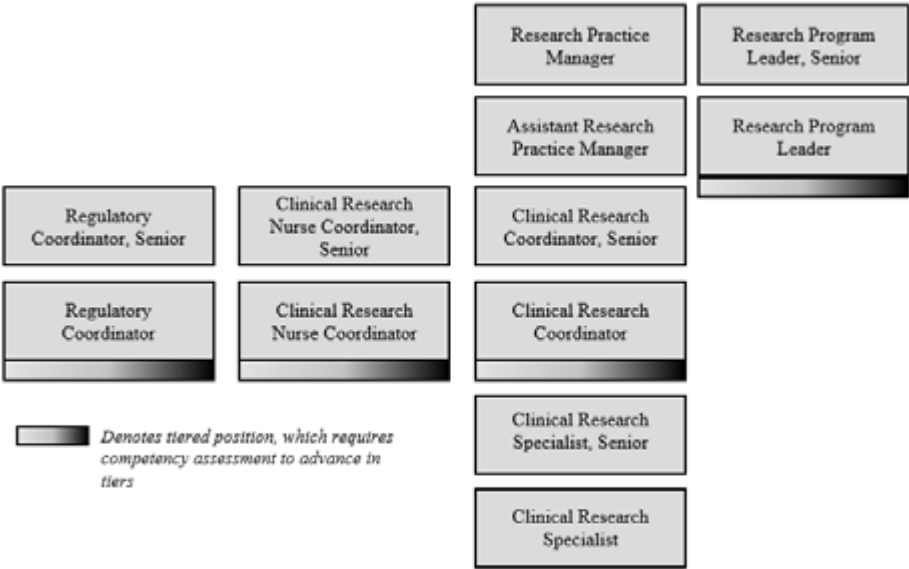 Research Practice
Manager
Research Program
Leader, Senior
Assistant Research
Practice Manager
Research Program
Leader
Regulatory
Coordinator, Senior
Clinical Research
Nurse Coordinator,
Senior
Clinical Research
Coordinator, Senior
Regulatory
Coordinator
Clinical Research
Nurse Coordinator
Clinical Research
Coordinator
Denotes tiered position, which requires
competency assessment to advance in
tiers
Clinical Research
Specialist, Senior
Clinical Research
Specialist